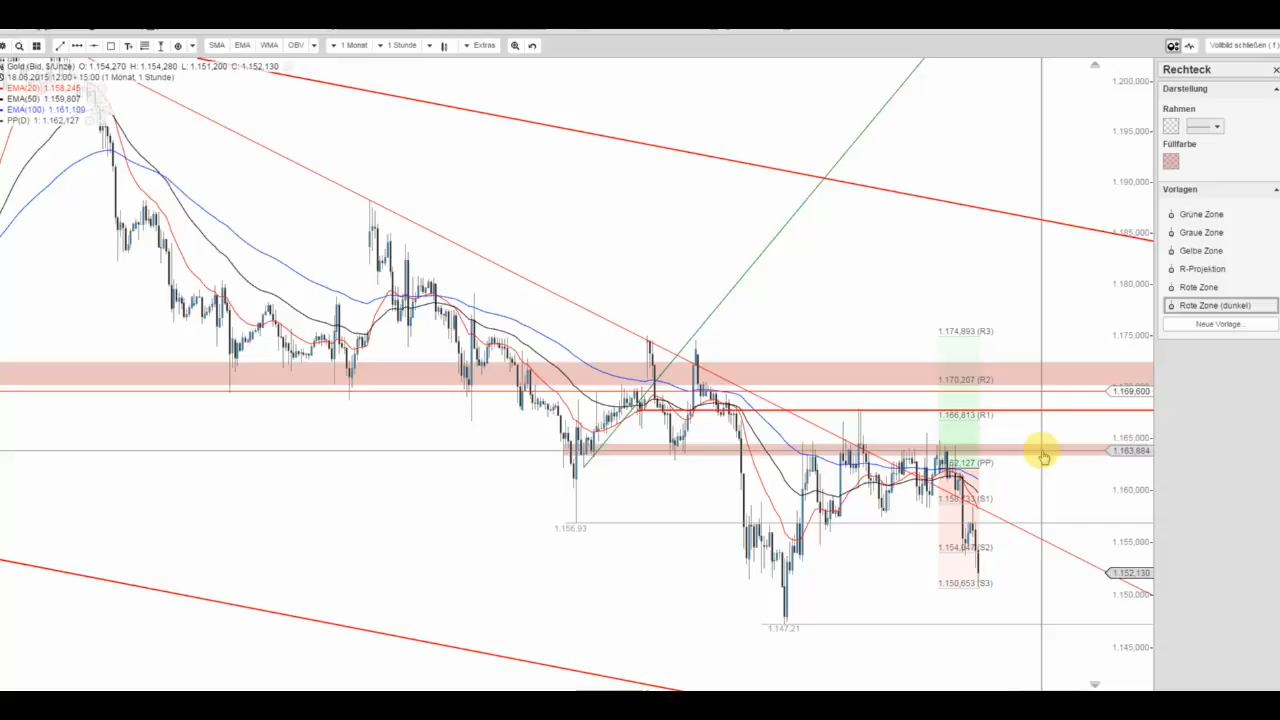 SMA EMA WMA OBV 1 Monat 1 Stunde Extras Vollbild schließen ( f )
Gold (Bid, $/Unze) O: 1.154,270 H: 1.154,280 L: 1.151,200 C: 1.152,130
18.06.2015 12:00 - 15:00 (1 Monat, 1 Stunde)
EMA(20) 1.158,245
EMA(50) 1.159,807
EMA(100) 1.161,109
PP(D) 1: 1.162,127
1.200,000
1.195,000
1.190,000
1.185,000
1.180,000
1.175,000
1.169,600
1.165,000
1.163,884
1.160,000
1.155,000
1.152,130
1.150,000
1.145,000
1.174,893 (R3)
1.170,207 (R2)
1.166,813 (R1)
(PP)
(S1)
(S2)
1.150,653 (S3)
1.156,93
1.147,21
Rechteck
Darstellung
Rahmen
Füllfarbe
Vorlagen
Grüne Zone
Graue Zone
Gelbe Zone
R-Projektion
Rote Zone
Rote Zone (dunkel)
Neue Vorlage...